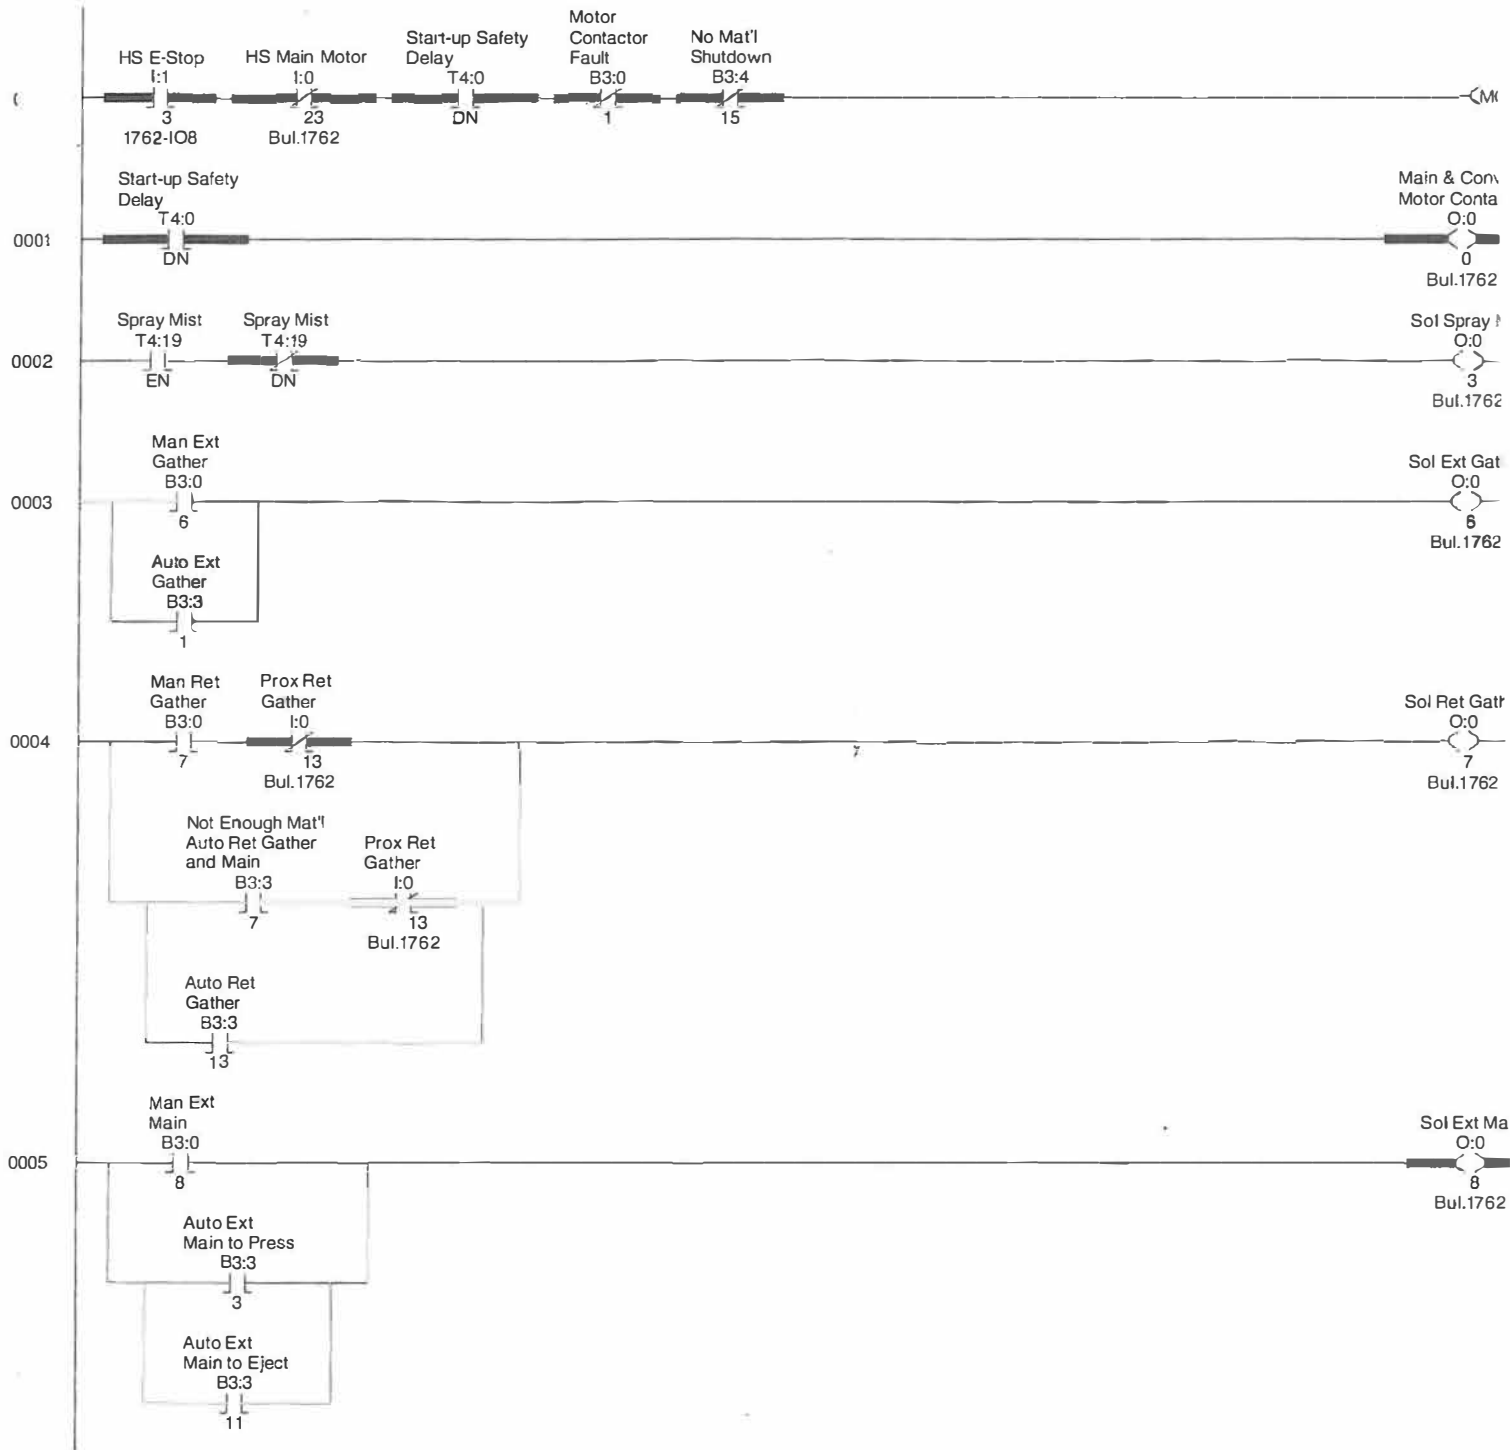 HS E-Stop
I:1
3
1762-IO8
HS Main Motor
I:0
23
Bul.1762
Start-up Safety
Delay
T4:0
DN
Motor
Contactor
Fault
B3:0
1
No Mat'l
Shutdown
B3:4
15
0001
Start-up Safety
Delay
T4:0
DN
Main & Conv
Motor Conta
O:0
0
Bul.1762
0002
Spray Mist
T4:19
EN
Spray Mist
T4:19
DN
Sol Spray
O:0
3
Bul.1762
0003
Man Ext
Gather
B3:0
6
Auto Ext
Gather
B3:3
1
Sol Ext Gat
O:0
6
Bul.1762
0004
Man Ret
Gather
B3:0
7
Prox Ret
Gather
I:0
13
Bul.1762
Not Enough Mat'l
Auto Ret Gather
and Main
B3:3
7
Prox Ret
Gather
I:0
13
Bul.1762
Auto Ret
Gather
B3:3
13
Sol Ret Gath
O:0
7
Bul.1762
0005
Man Ext
Main
B3:0
8
Auto Ext
Main to Press
B3:3
3
Auto Ext
Main to Eject
B3:3
11
Sol Ext Ma
O:0
8
Bul.1762